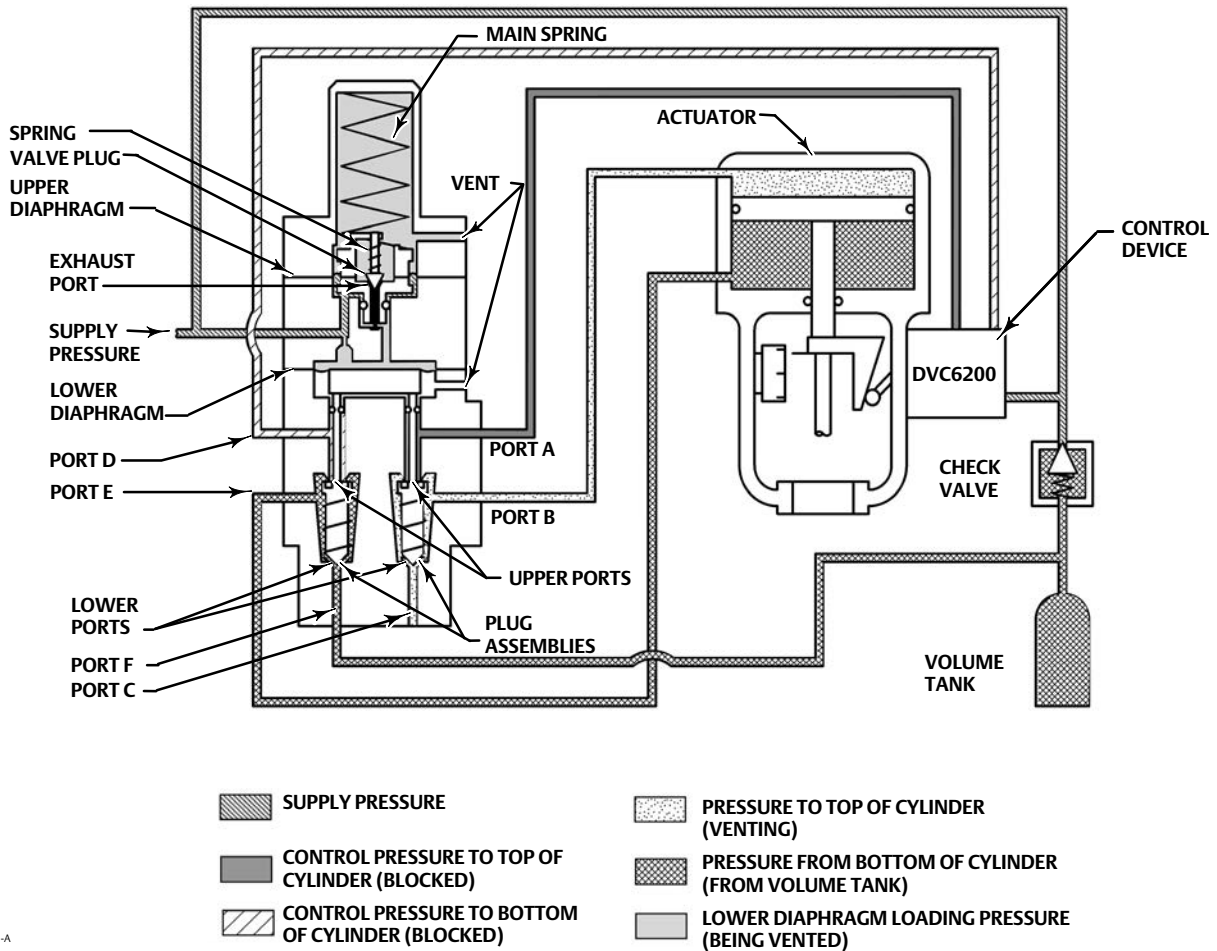 MAIN SPRING
ACTUATOR
SPRING
VALVE PLUG
UPPER
DIAPHRAGM
VENT
CONTROL
DEVICE
EXHAUST
PORT
SUPPLY
PRESSURE
DVC6200
LOWER
DIAPHRAGM
PORT A
PORT D
CHECK
VALVE
PORT E
PORT B
UPPER PORTS
LOWER
PORTS
PLUG
ASSEMBLIES
PORT F
VOLUME
TANK
PORT C
SUPPLY PRESSURE
PRESSURE TO TOP OF CYLINDER
(VENTING)
CONTROL PRESSURE TO TOP OF
CYLINDER (BLOCKED)
PRESSURE FROM BOTTOM OF CYLINDER
(FROM VOLUME TANK)
CONTROL PRESSURE TO BOTTOM
OF CYLINDER (BLOCKED)
LOWER DIAPHRAGM LOADING PRESSURE
(BEING VENTED)
-A